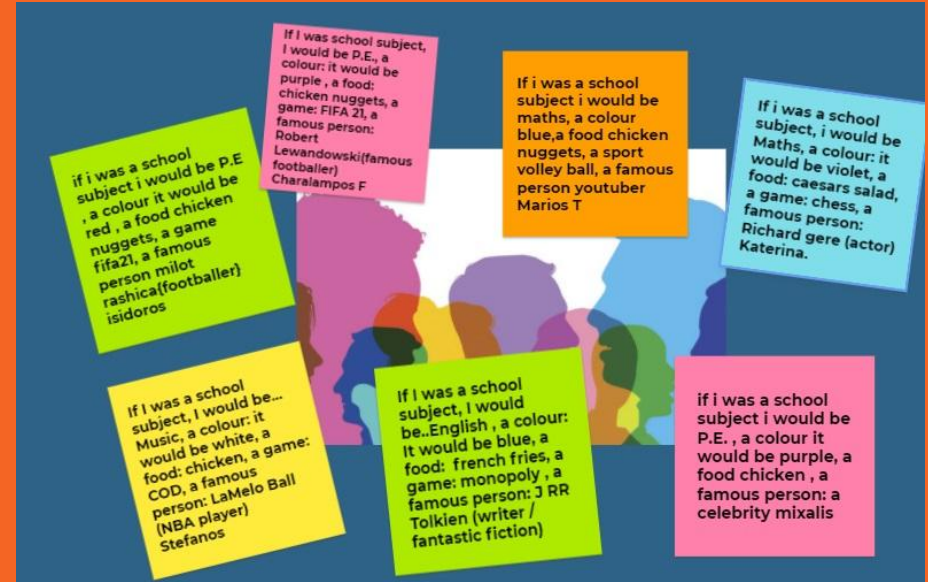 If I was school subject,
I would be P.E., a
colour: it would be
purple , a food:
chicken nuggets, a
game: FIFA 21, a
famous person:
Robert
Lewandowski(famous
footballer)
Charalampos F
If i was a school
subject i would be
maths, a colour
blue,a food chicken
nuggets, a sport
volley ball, a famous
person youtuber
Marios T
If i was a school
subject, i would be
Maths, a colour: it
would be violet, a
food: caesars salad,
a game: chess, a
famous person:
Richard gere (actor)
Katerina.
if i was a school
subject i would be P.E
, a colour it would be
red , a food chicken
nuggets, a game
fifa21, a famous
person milot
rashica{footballer}
isidoros
If I was a school
subject, I would be...
Music, a colour: it
would be white, a
food: chicken, a game:
COD, a famous
person: LaMelo Ball
(NBA player)
Stefanos
If I was a school
subject, I would
be..English , a colour:
It would be blue, a
food: french fries, a
game: monopoly , a
famous person: J RR
Tolkien (writer /
fantastic fiction)
if i was a school
subject i would be
P.E. , a colour it
would be purple, a
food chicken , a
famous person: a
celebrity mixalis